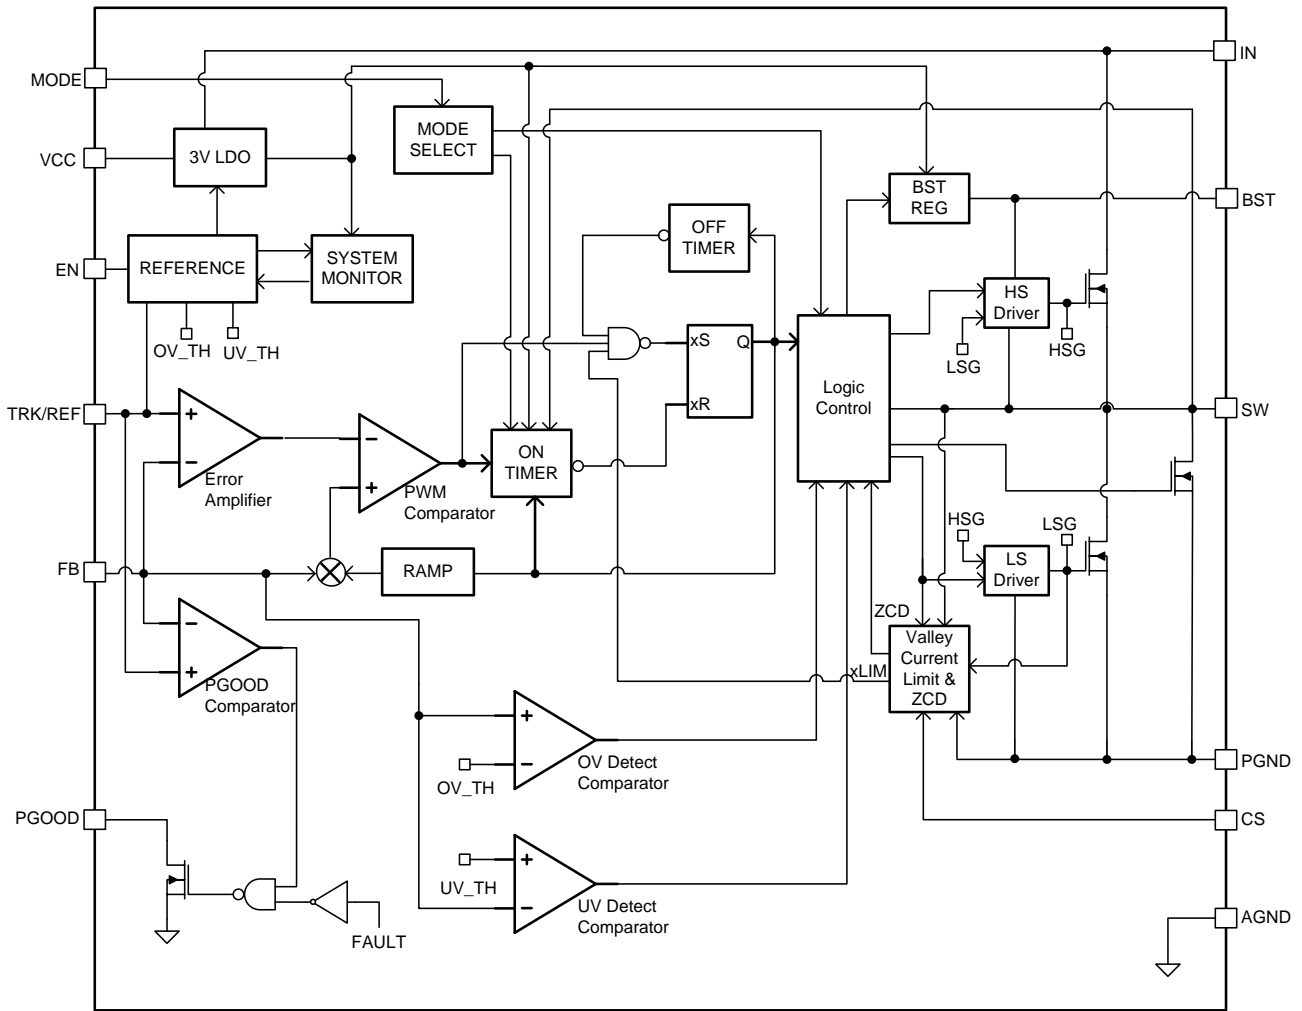 IN
MODE
MODE
SELECT
VCC
3V LDO
BST
REG
BST
OFF
TIMER
EN
REFERENCE
SYSTEM
MONITOR
HS
Driver
OV_TH
UV_TH
xS
Q
LSG
HSG
Logic
Control
TRK/REF
xR
SW
Error
Amplifier
PWM
Comparator
ON
TIMER
HSG
LSG
FB
RAMP
LS
Driver
ZCD
Valley
Current
Limit &
ZCD
xLIM
PGOOD
Comparator
OV Detect
Comparator
OV_TH
PGND
PGOOD
CS
UV_TH
UV Detect
Comparator
AGND
FAULT